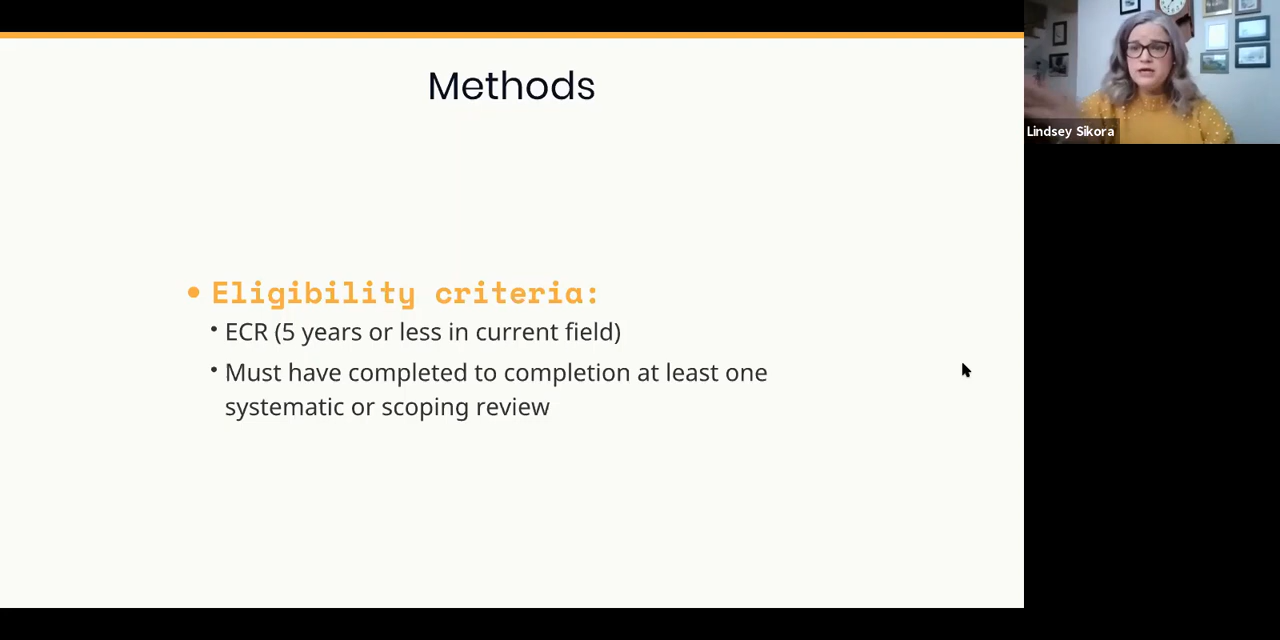 Methods
Lindsey Sikora
• Eligibility criteria:
• ECR (5 years or less in current field)
• Must have completed to completion at least one
systematic or scoping review